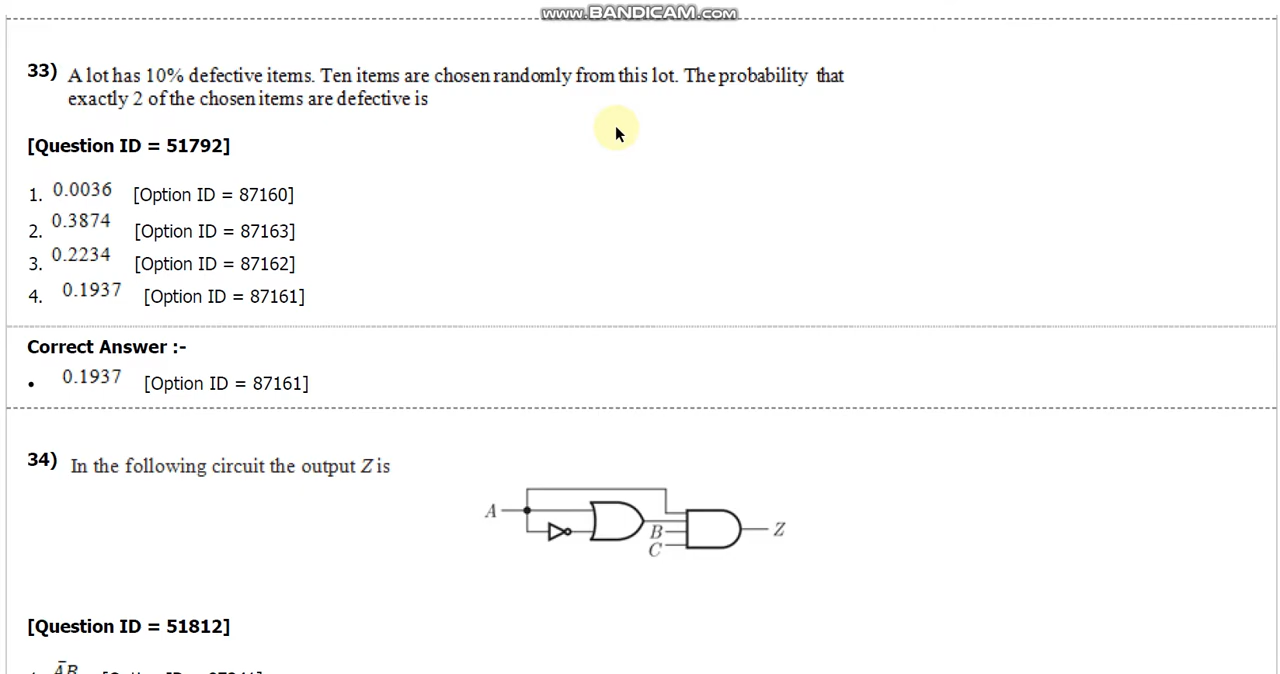 www.BANDICAM.com
33) A lot has 10% defective items. Ten items are chosen randomly from this lot. The probability that
exactly 2 of the chosen items are defective is
[Question ID = 51792]
1. 0.0036 [Option ID = 87160]
2. 0.3874 [Option ID = 87163]
3. 0.2234 [Option ID = 87162]
4. 0.1937 [Option ID = 87161]
Correct Answer :-
• 0.1937 [Option ID = 87161]
34) In the following circuit the output Z is
A
B
C
Z
[Question ID = 51812]